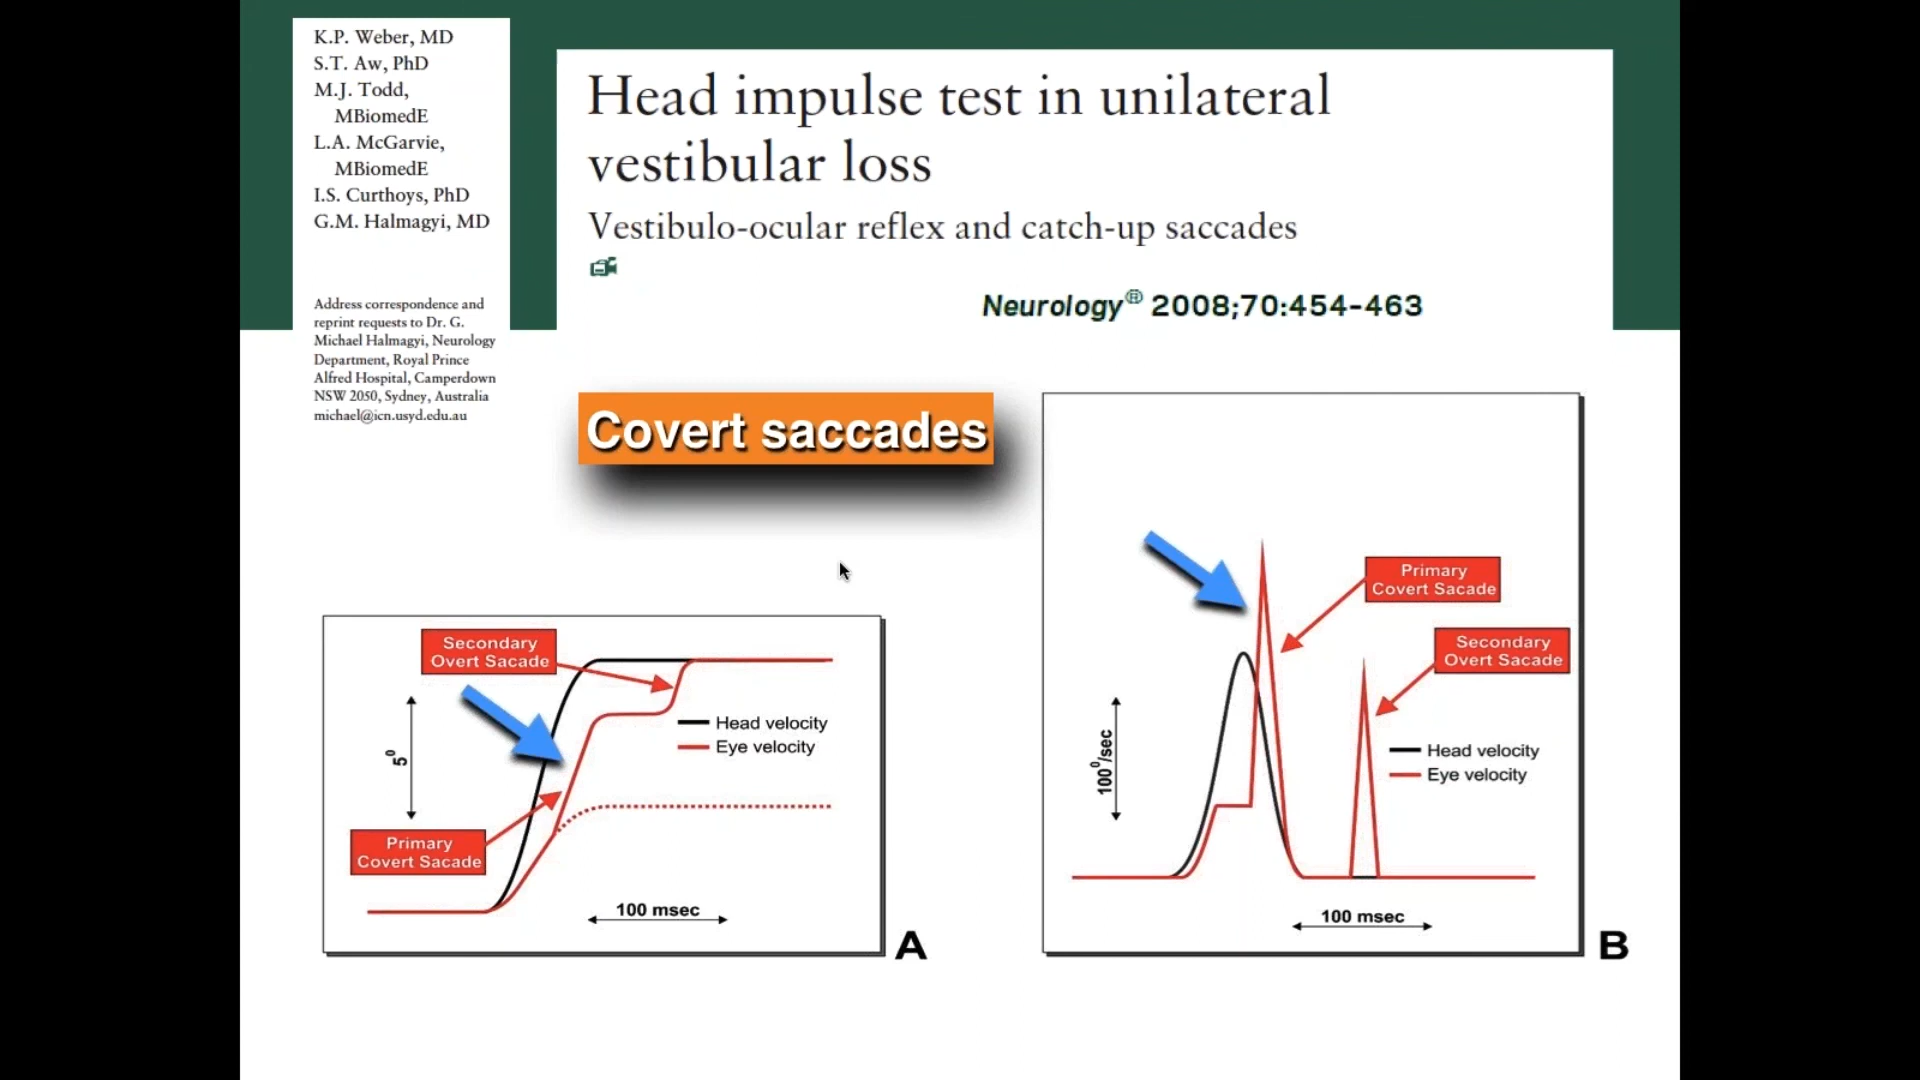 K.P. Weber, MD
S.T. Aw, PhD
M.J. Todd,
MBiomedE
L.A. McGarvie,
MBiomedE
I.S. Curthoys, PhD
G.M. Halmagyi, MD
Address correspondence and
reprint requests to Dr. G.
Michael Halmagyi, Neurology
Department, Royal Prince
Alfred Hospital, Camperdown
NSW 2050, Sydney, Australia
michael@icn.usyd.edu.au
Head impulse test in unilateral
vestibular loss
Vestibulo-ocular reflex and catch-up saccades
Neurology® 2008;70:454-463
Covert saccades
Secondary
Overt Sacade
Head velocity
Eye velocity
5⁰
Primary
Covert Sacade
100 msec
A
Primary
Covert Sacade
Secondary
Overt Sacade
100⁰/sec
Head velocity
Eye velocity
100 msec
B